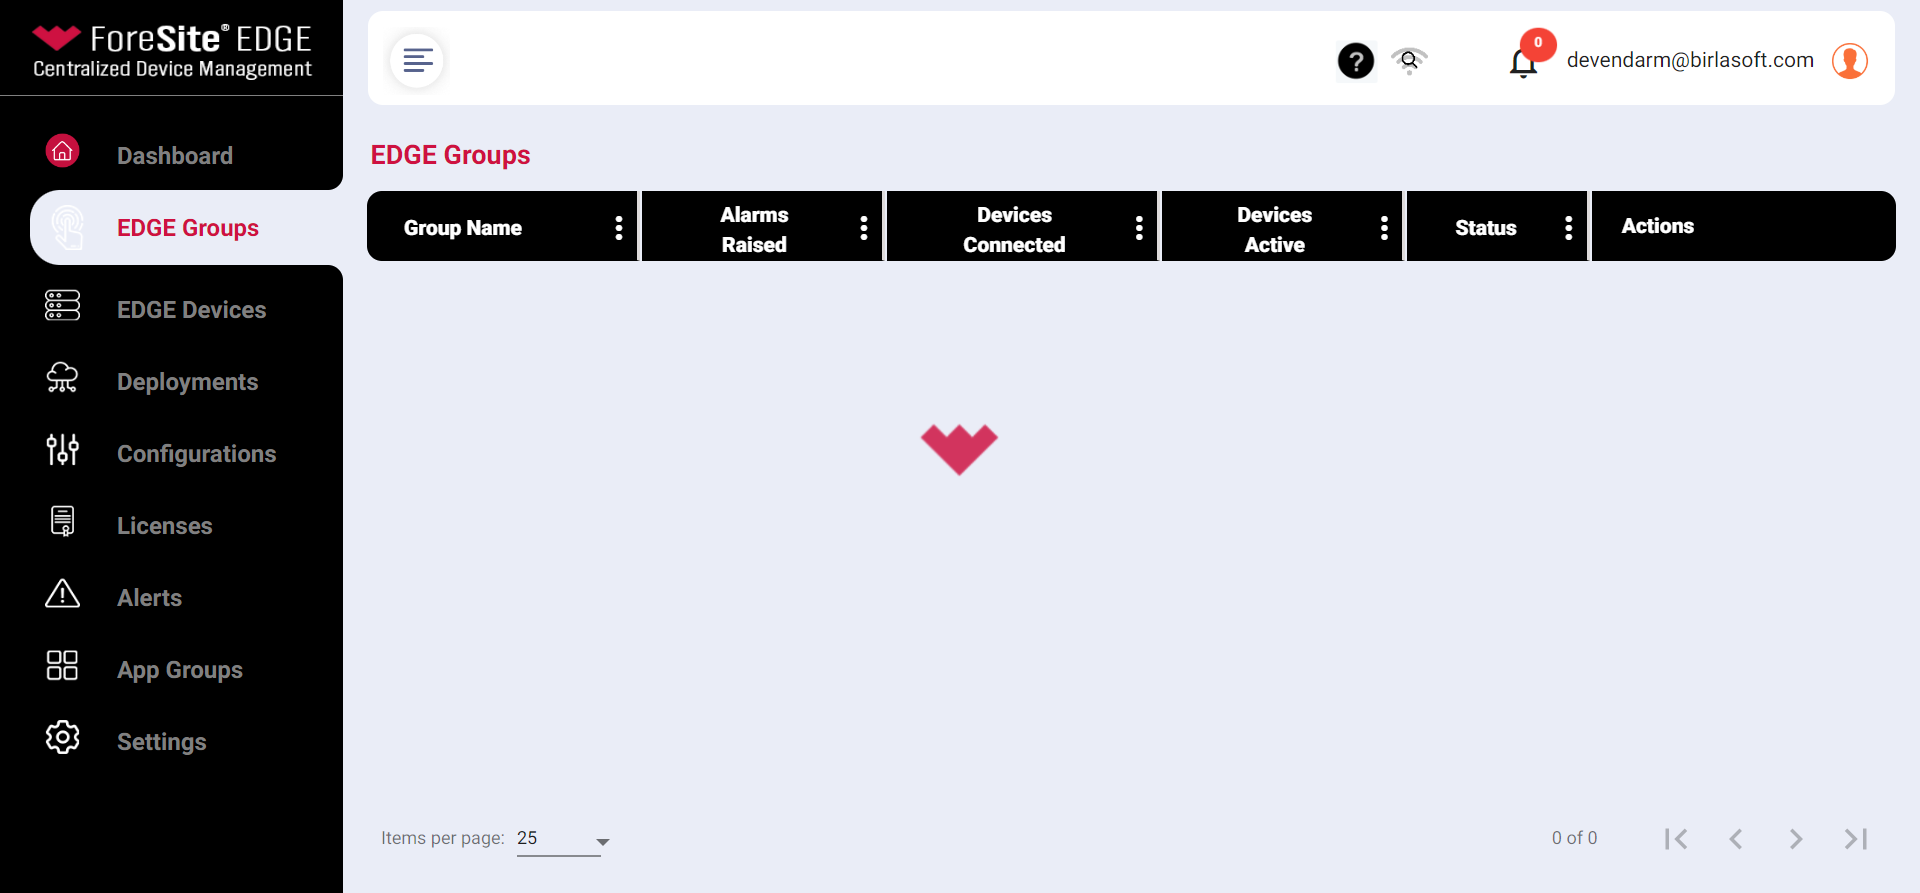 ForeSite® EDGE
Centralized Device Management
Dashboard
EDGE Groups
EDGE Devices
Deployments
Configurations
Licenses
Alerts
App Groups
Settings
?
0
devendarm@birlasoft.com
EDGE Groups
Group Name
Alarms
Raised
Devices
Connected
Devices
Active
Status
Actions
Items per page: 25
0 of 0